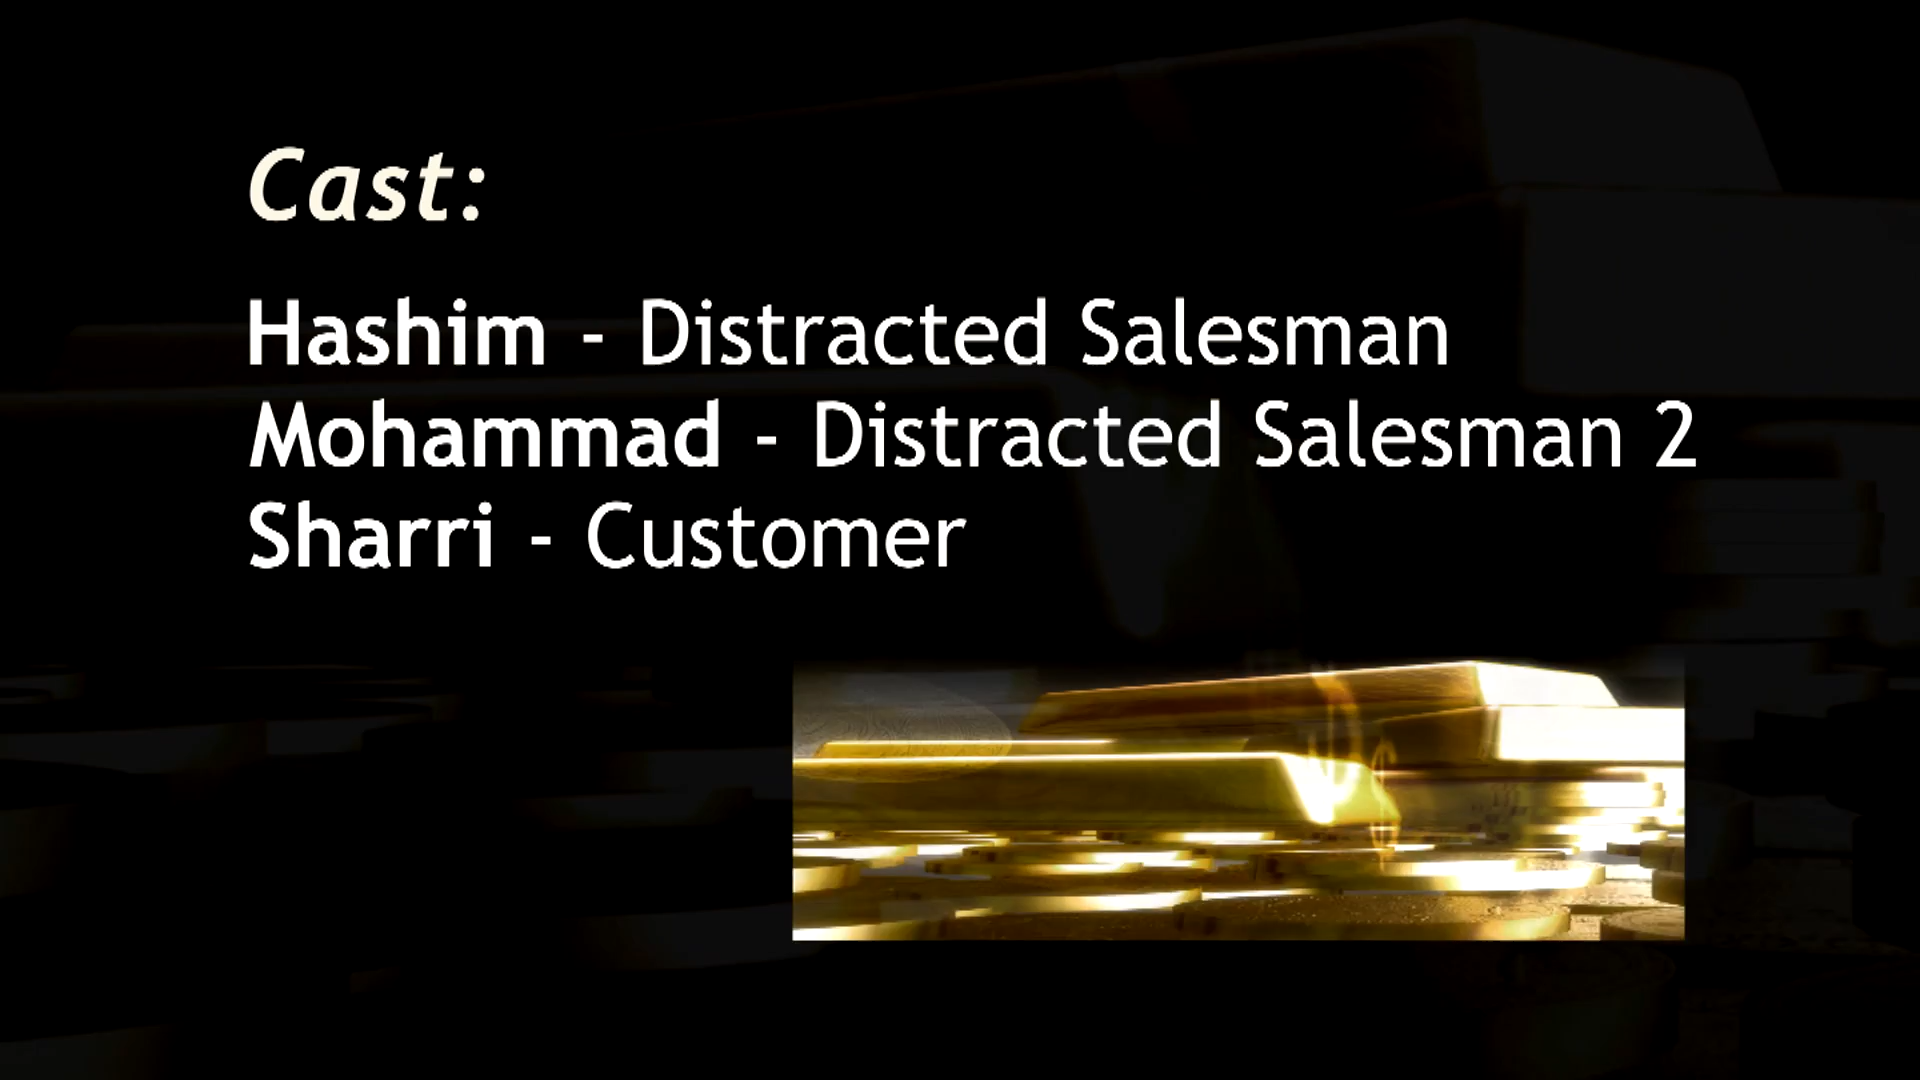 Cast:
Hashim - Distracted Salesman
Mohammad - Distracted Salesman 2
Sharri - Customer